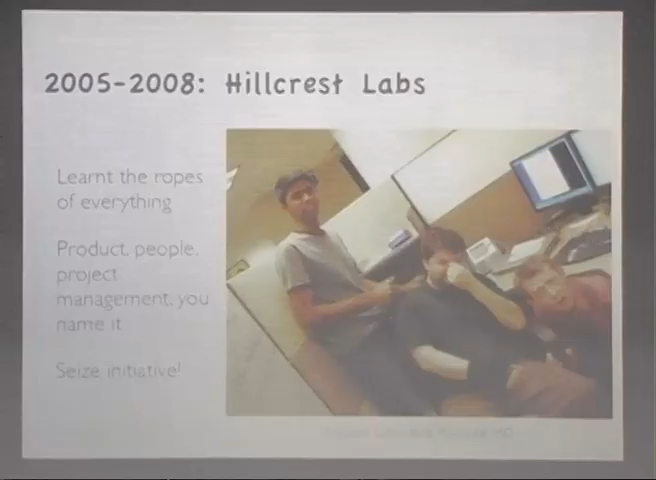 2005-2008: Hillcrest Labs
Learnt the ropes
of everything
Product, people,
project
management, you
name it
Seize initiative!